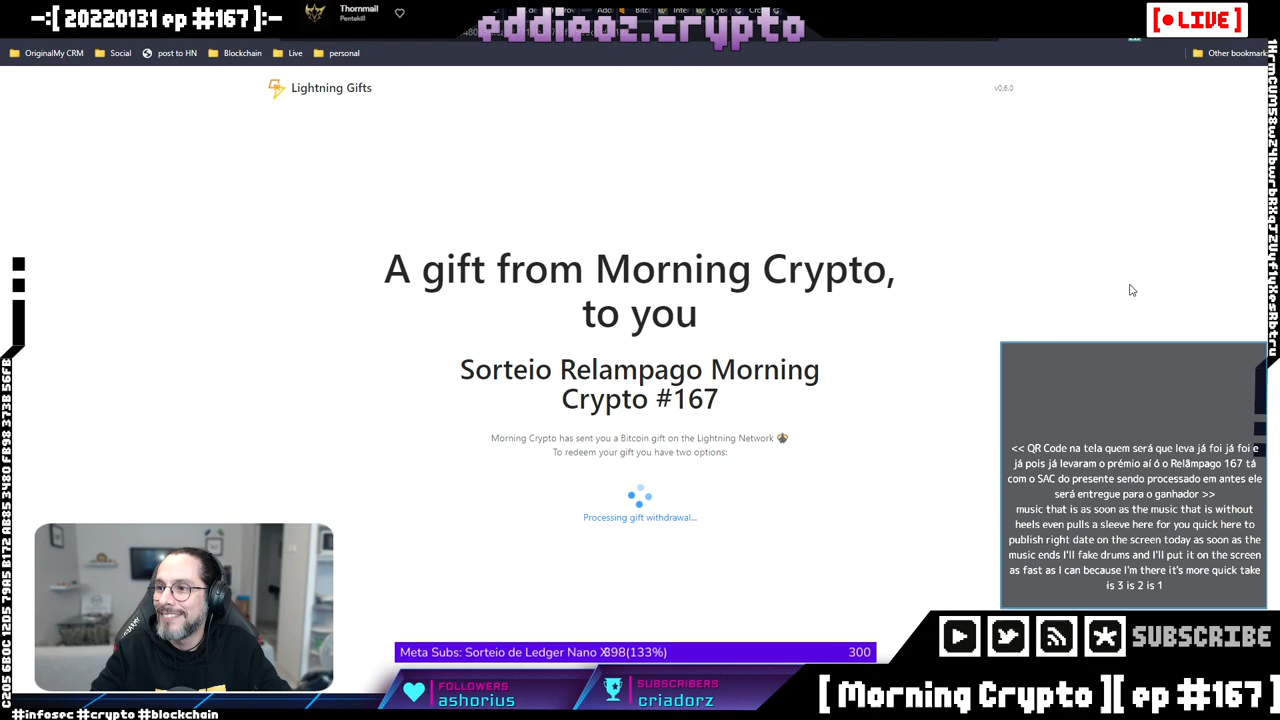 -:[ 20220131 ep #167 ]:-
Thornmail
Pentakill
addieoz.crypto
[ LIVE ]
OriginalMy CRM
Social
post to HN
Blockchain
Live
personal
Other bookmark
Lightning Gifts
v0.6.0
A gift from Morning Crypto,
to you
Sorteio Relampago Morning
Crypto #167
Morning Crypto has sent you a Bitcoin gift on the Lightning Network
To redeem your gift you have two options:
Processing gift withdrawal...
<< QR Code na tela quem será que leva já foi já foi e
já pois já levaram o prémio aí ó o Relâmpago 167 tá
com o SAC do presente sendo processado em antes ele
será entregue para o ganhador >>
music that is as soon as the music that is without
heels even pulls a sleeve here for you quick here to
publish right date on the screen today as soon as the
music ends I'll fake drums and I'll put it on the screen
as fast as I can because I'm there it's more quick take
is 3 is 2 is 1
SUBSCRIBE
Meta Subs: Sorteio de Ledger Nano X
(133%)
300
FOLLOWERS
ashorius
SUBSCRIBERS
criadorz
[ Morning Crypto ][ ep #167 ]
#infosec #crypto #blockchain